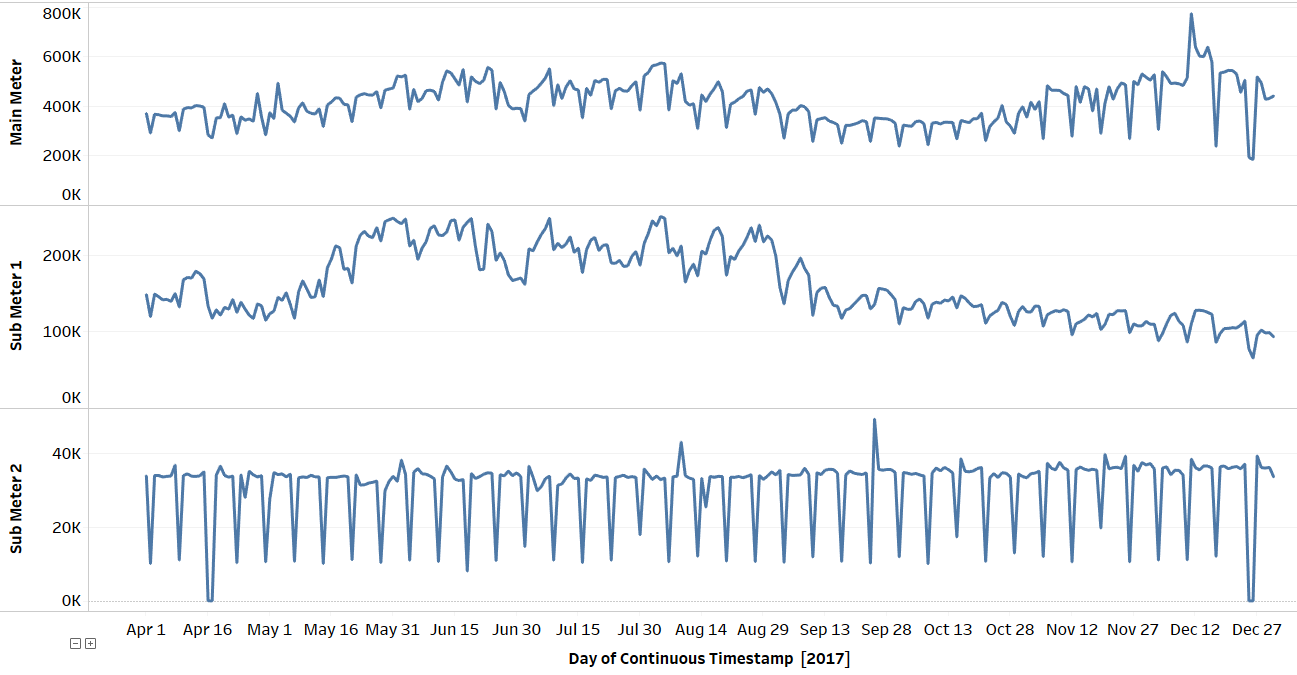 Main Meter
800K
600K
400K
200K
0K
Sub Meter 1
200K
100K
0K
Sub Meter 2
40K
20K
0K
Apr 1 Apr 16 May 1 May 16 May 31 Jun 15 Jun 30 Jul 15 Jul 30 Aug 14 Aug 29 Sep 13 Sep 28 Oct 13 Oct 28 Nov 12 Nov 27 Dec 12 Dec 27
Day of Continuous Timestamp [2017]